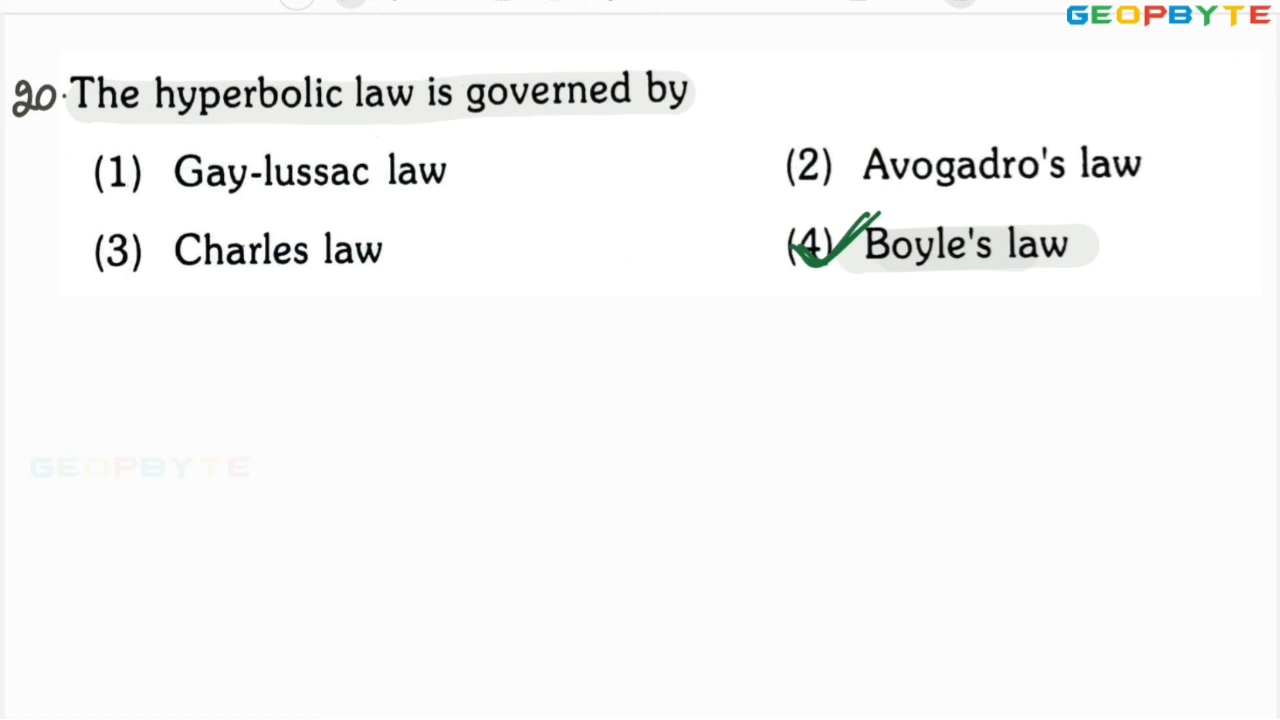 GEOPBYTE
20. The hyperbolic law is governed by
(1) Gay-lussac law (2) Avogadro's law
(3) Charles law (4) Boyle's law
GEOPBYTE